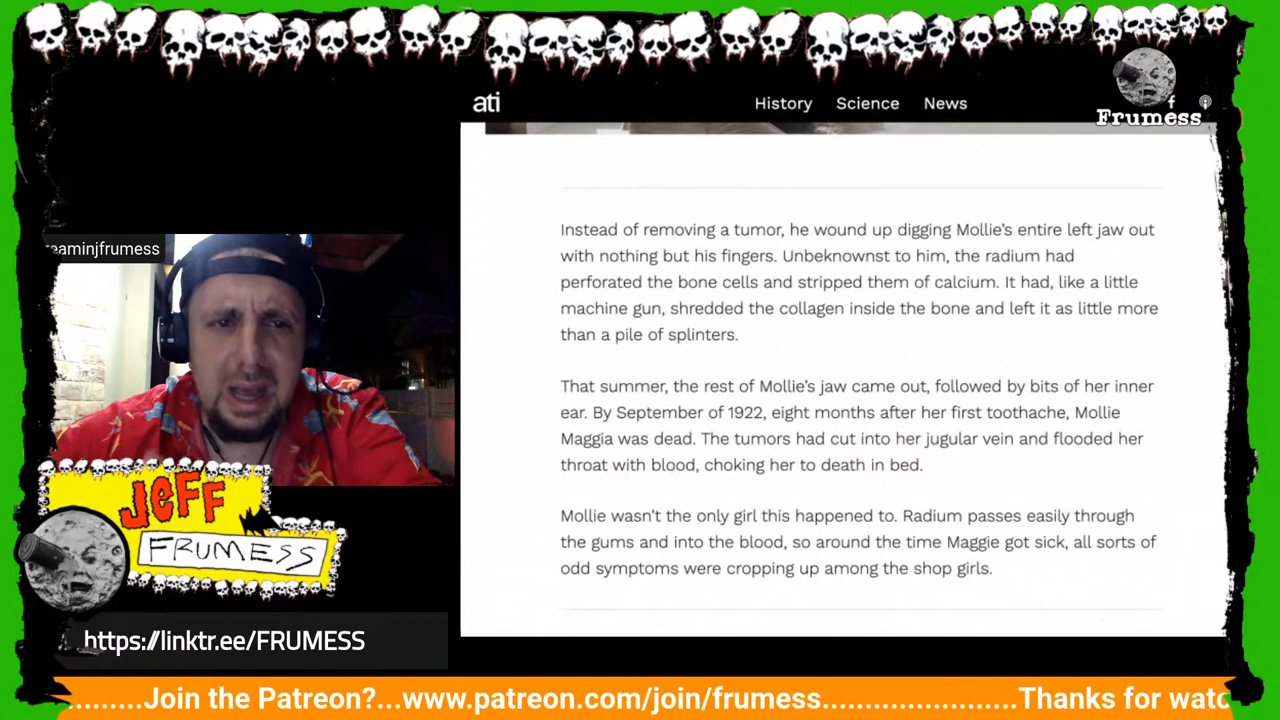 ati
History Science News
f
Frumess
Instead of removing a tumor, he wound up digging Mollie’s entire left jaw out
with nothing but his fingers. Unbeknownst to him, the radium had
perforated the bone cells and stripped them of calcium. It had, like a little
machine gun, shredded the collagen inside the bone and left it as little more
than a pile of splinters.
That summer, the rest of Mollie’s jaw came out, followed by bits of her inner
ear. By September of 1922, eight months after her first toothache, Mollie
Maggia was dead. The tumors had cut into her jugular vein and flooded her
throat with blood, choking her to death in bed.
Mollie wasn’t the only girl this happened to. Radium passes easily through
the gums and into the blood, so around the time Maggie got sick, all sorts of
odd symptoms were cropping up among the shop girls.
eaminjfrumess
JEFF
FRUMESS
https://linktr.ee/FRUMESS
........Join the Patreon?...www.patreon.com/join/frumess......................Thanks for watc